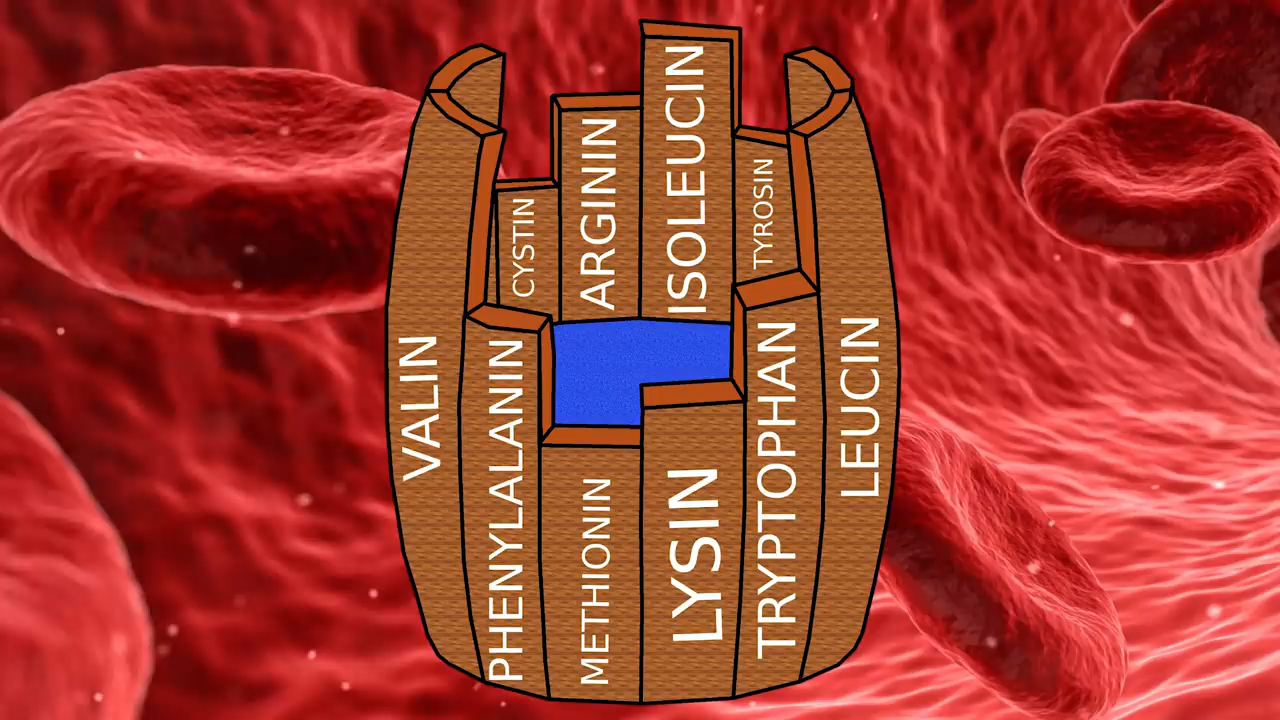 VALIN
PHENYLALANIN
CYSTIN
METHIONIN
ARGININ
ISOLEUCIN
LYSIN
TYROSIN
TRYPTOPHAN
LEUCIN